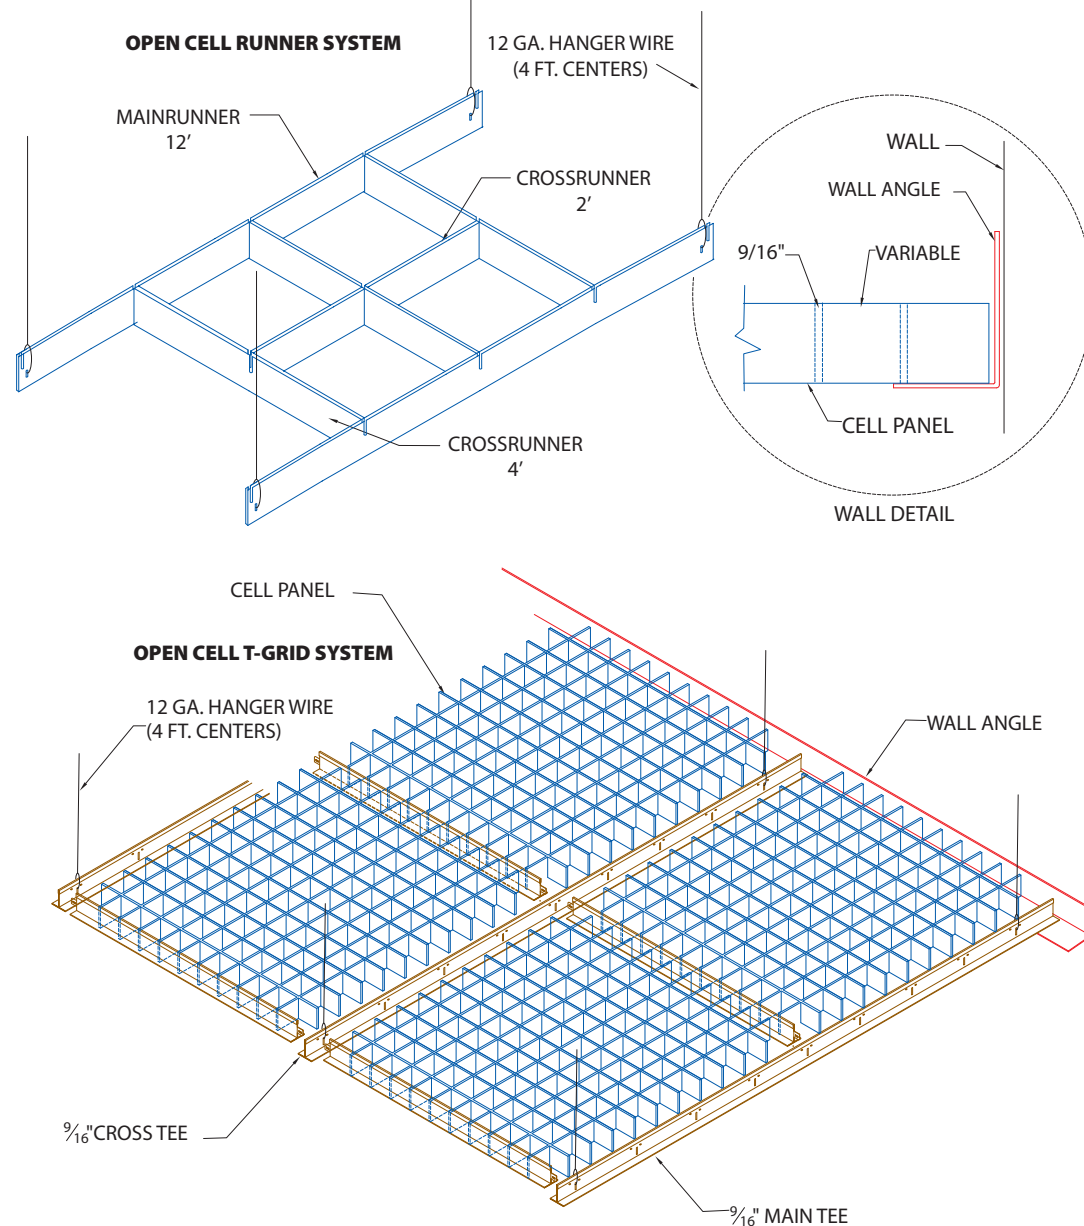 OPEN CELL RUNNER SYSTEM
12 GA. HANGER WIRE
(4 FT. CENTERS)
MAINRUNNER
12’
CROSSRUNNER
2’
CROSSRUNNER
4’
WALL
WALL ANGLE
9/16"
VARIABLE
CELL PANEL
WALL DETAIL
CELL PANEL
OPEN CELL T-GRID SYSTEM
12 GA. HANGER WIRE
(4 FT. CENTERS)
WALL ANGLE
9⁄16"CROSS TEE
9⁄16" MAIN TEE